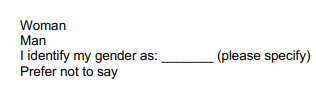 Woman
Man
I identify my gender as: _______ (please specify)
Prefer not to say